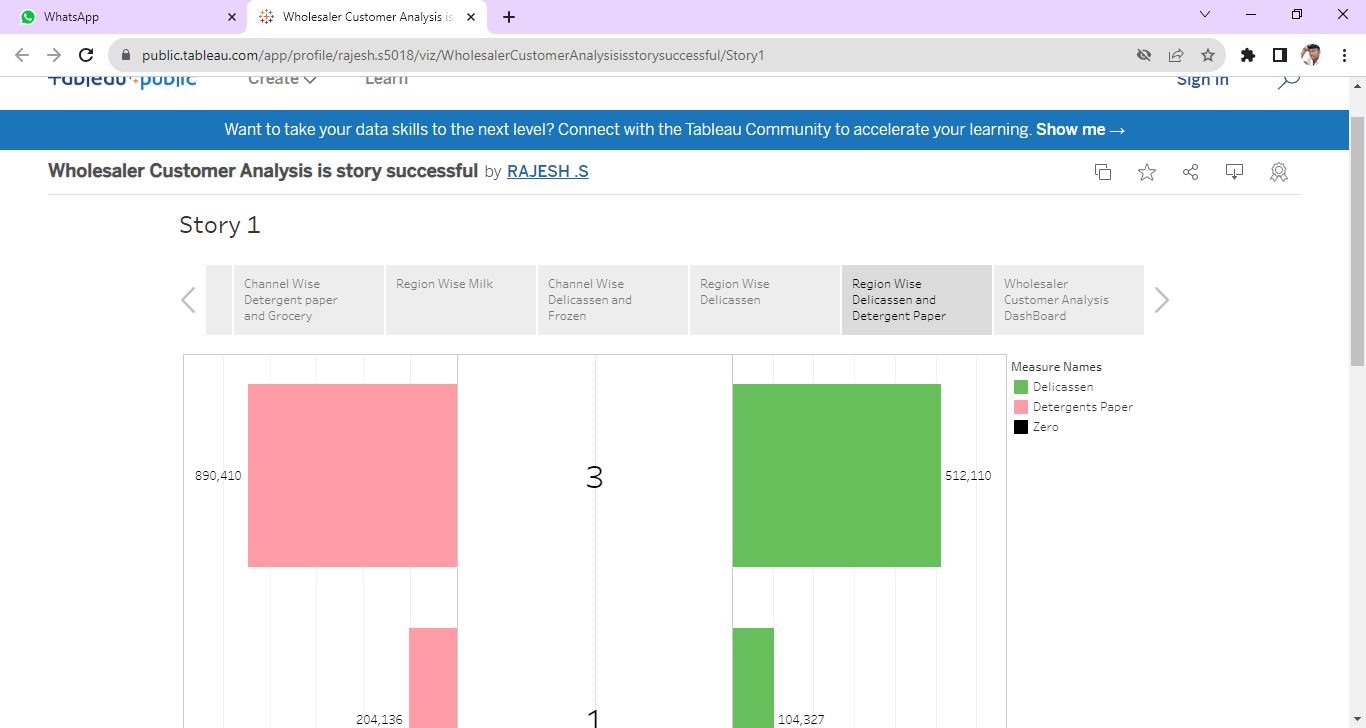 WhatsApp
Wholesaler Customer Analysis is
public.tableau.com/app/profile/rajesh.s5018/viz/WholesalerCustomerAnalysisisstorysuccessful/Story1
+tableau+public Create Learn Sign In
Want to take your data skills to the next level? Connect with the Tableau Community to accelerate your learning. Show me →
Wholesaler Customer Analysis is story successful by RAJESH .S
Story 1
Channel Wise
Detergent paper
and Grocery
Region Wise Milk
Channel Wise
Delicassen and
Frozen
Region Wise
Delicassen
Region Wise
Delicassen and
Detergent Paper
Wholesaler
Customer Analysis
DashBoard
Measure Names
Delicassen
Detergents Paper
Zero
890,410 3 512,110
204,136 1 104,327